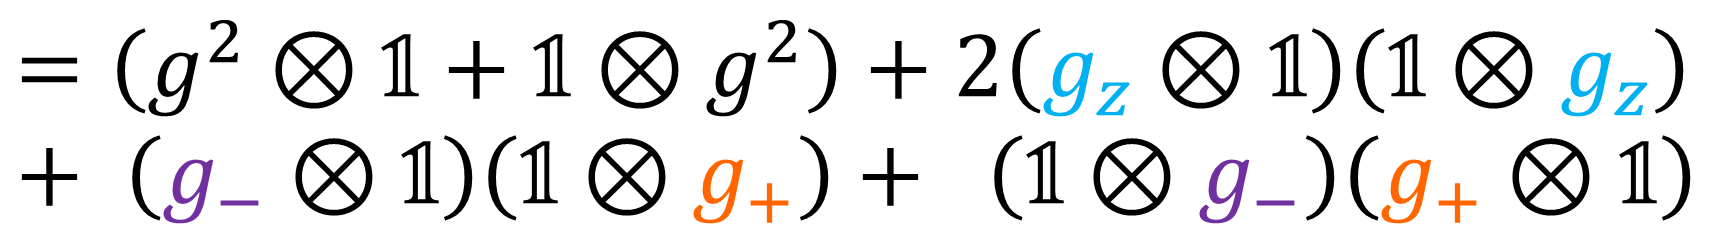 = (g² ⊗ 𝟙 + 𝟙 ⊗ g²) + 2(g_z ⊗ 𝟙)(𝟙 ⊗ g_z)
+ (g₋ ⊗ 𝟙)(𝟙 ⊗ g₊) + (𝟙 ⊗ g₋)(g₊ ⊗ 𝟙)